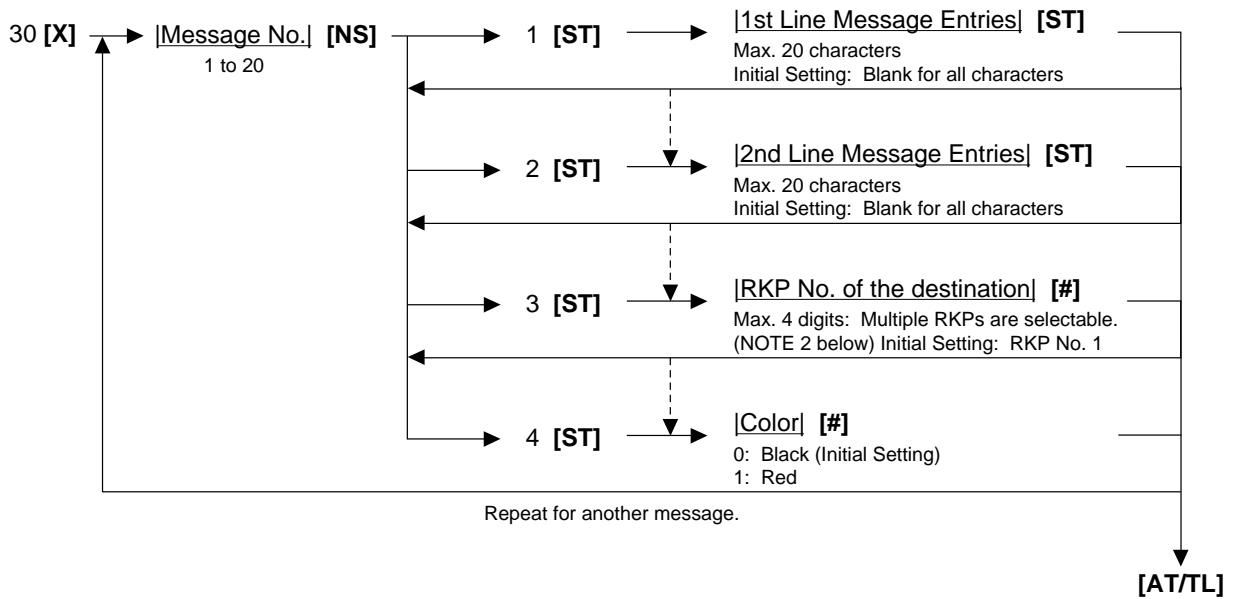 30 [X] |Message No.| [NS] 1 [ST] |1st Line Message Entries| [ST]
1 to 20
Max. 20 characters
Initial Setting: Blank for all characters
2 [ST] |2nd Line Message Entries| [ST]
Max. 20 characters
Initial Setting: Blank for all characters
3 [ST] |RKP No. of the destination| [#]
Max. 4 digits: Multiple RKPs are selectable.
(NOTE 2 below) Initial Setting: RKP No. 1
4 [ST] |Color| [#]
0: Black (Initial Setting)
1: Red
Repeat for another message.
[AT/TL]